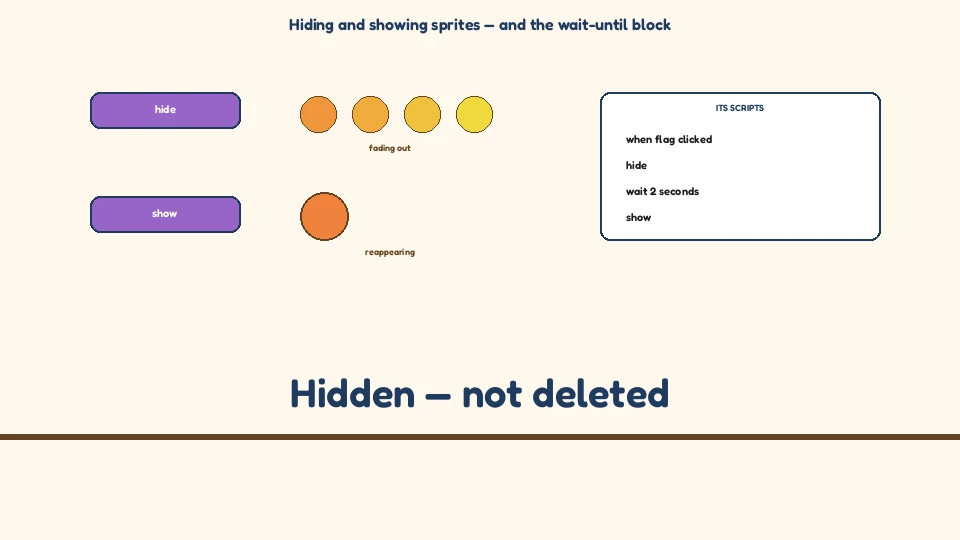 Hiding and showing sprites — and the wait-until block
hide
fading out
show
reappearing
ITS SCRIPTS
when flag clicked
hide
wait 2 seconds
show
Hidden — not deleted